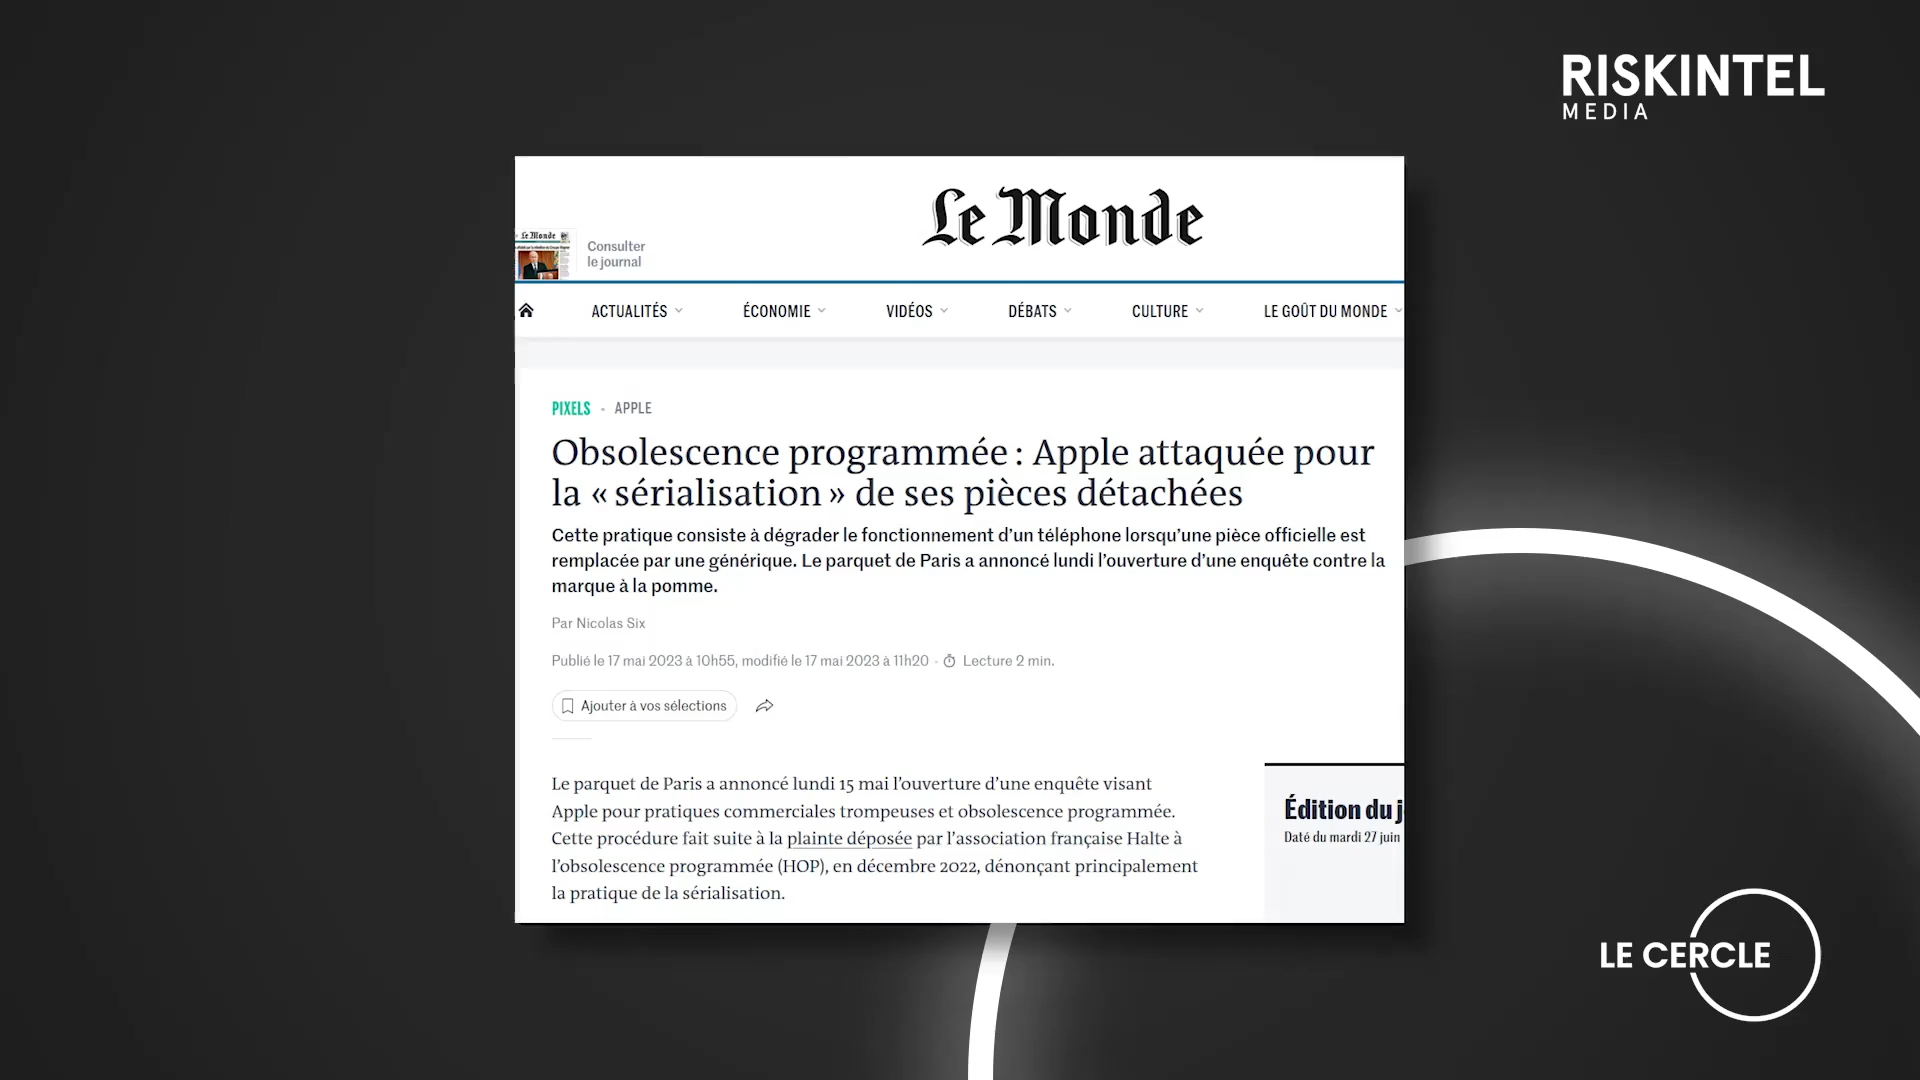 RISKINTEL
MEDIA
Le Monde
Le Monde
Consulter
le journal
ACTUALITÉS
ÉCONOMIE
VIDÉOS
DÉBATS
CULTURE
LE GOÛT DU MONDE
PIXELS • APPLE
Obsolescence programmée : Apple attaquée pour
la « sérialisation » de ses pièces détachées
Cette pratique consiste à dégrader le fonctionnement d’un téléphone lorsqu’une pièce officielle est
remplacée par une générique. Le parquet de Paris a annoncé lundi l’ouverture d’une enquête contre la
marque à la pomme.
Par Nicolas Six
Publié le 17 mai 2023 à 10h55, modifié le 17 mai 2023 à 11h20 · Lecture 2 min.
Ajouter à vos sélections
Le parquet de Paris a annoncé lundi 15 mai l’ouverture d’une enquête visant
Apple pour pratiques commerciales trompeuses et obsolescence programmée.
Cette procédure fait suite à la plainte déposée par l’association française Halte à
l’obsolescence programmée (HOP), en décembre 2022, dénonçant principalement
la pratique de la sérialisation.
Édition du j
Daté du mardi 27 juin
LE CERCLE